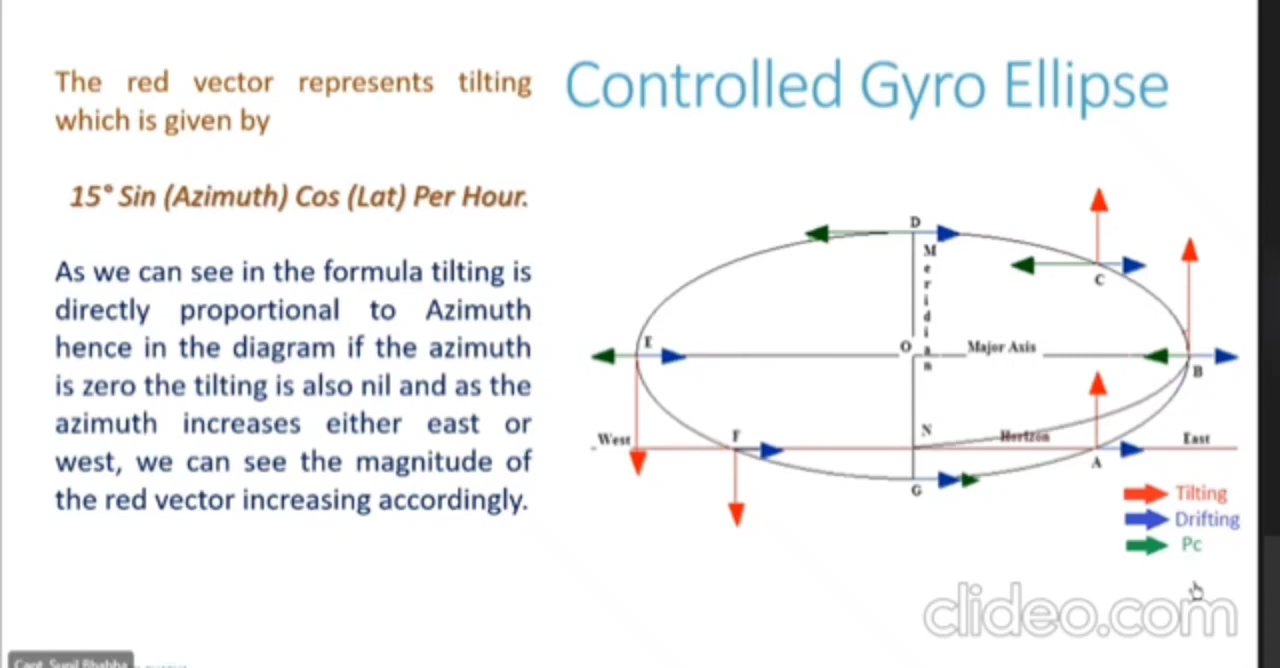 The red vector represents tilting
which is given by
15° Sin (Azimuth) Cos (Lat) Per Hour.
As we can see in the formula tilting is
directly proportional to Azimuth
hence in the diagram if the azimuth
is zero the tilting is also nil and as the
azimuth increases either east or
west, we can see the magnitude of
the red vector increasing accordingly.
Controlled Gyro Ellipse
D
Meridian
C
E
O
Major Axis
B
West
F
N
Horizon
East
A
G
Tilting
Drifting
Pc
clideo.com
Capt. Sunil Bhabha